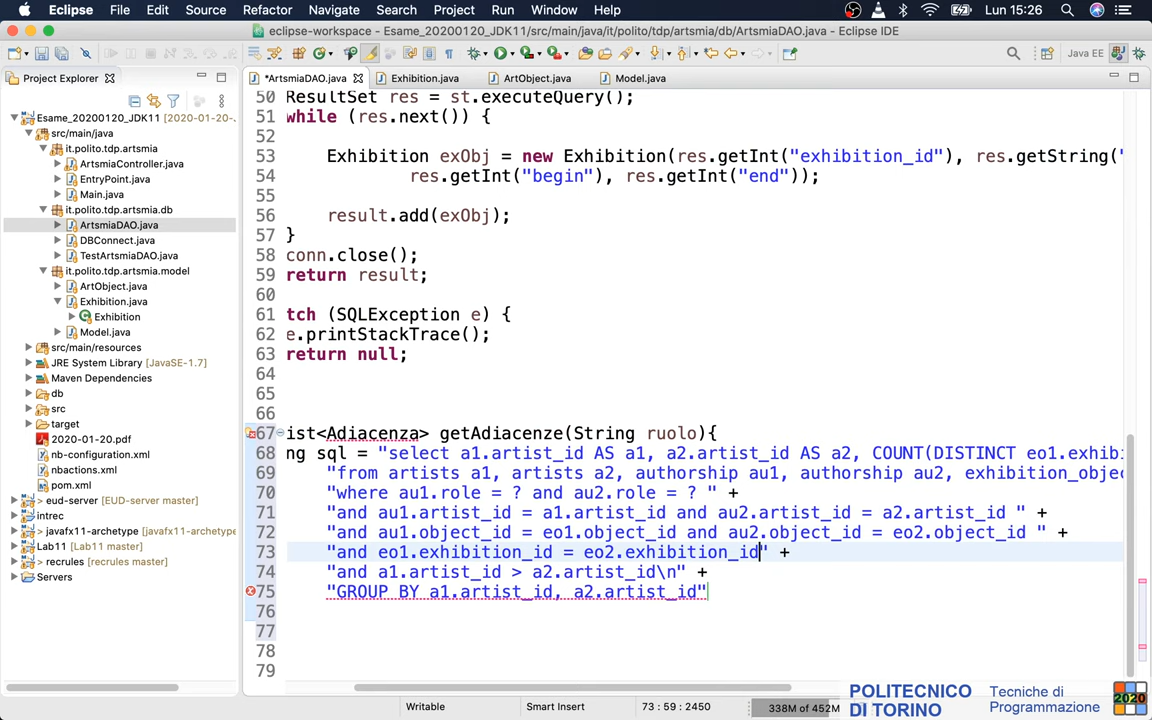 Eclipse File Edit Source Refactor Navigate Search Project Run Window Help Lun 15:26
eclipse-workspace - Esame_20200120_JDK11/src/main/java/it/polito/tdp/artsmia/db/ArtsmiaDAO.java - Eclipse IDE
Java EE
Project Explorer
*ArtsmiaDAO.java Exhibition.java ArtObject.java Model.java
Esame_20200120_JDK11 [2020-01-20-
src/main/java
it.polito.tdp.artsmia
ArtsmiaController.java
EntryPoint.java
Main.java
it.polito.tdp.artsmia.db
ArtsmiaDAO.java
DBConnect.java
TestArtsmiaDAO.java
it.polito.tdp.artsmia.model
ArtObject.java
Exhibition.java
Exhibition
Model.java
src/main/resources
JRE System Library [JavaSE-1.7]
Maven Dependencies
db
src
target
2020-01-20.pdf
nb-configuration.xml
nbactions.xml
pom.xml
> eud-server [EUD-server master]
intrec
> javafx11-archetype [javafx11-archetype]
Lab11 [Lab11 master]
> recrules [recrules master]
Servers
50 ResultSet res = st.executeQuery();
51 while (res.next()) {
52
53 Exhibition exObj = new Exhibition(res.getInt("exhibition_id"), res.getString("
54 res.getInt("begin"), res.getInt("end"));
55
56 result.add(exObj);
57 }
58 conn.close();
59 return result;
60
61 tch (SQLException e) {
62 e.printStackTrace();
63 return null;
64
65
66
67 ist<Adiacenza> getAdiacenze(String ruolo){
68 ng sql = "select a1.artist_id AS a1, a2.artist_id AS a2, COUNT(DISTINCT eo1.exhibi
69 "from artists a1, artists a2, authorship au1, authorship au2, exhibition_objec
70 "where au1.role = ? and au2.role = ? " +
71 "and au1.artist_id = a1.artist_id and au2.artist_id = a2.artist_id " +
72 "and au1.object_id = eo1.object_id and au2.object_id = eo2.object_id " +
73 "and eo1.exhibition_id = eo2.exhibition_id" +
74 "and a1.artist_id > a2.artist_id\n" +
75 "GROUP BY a1.artist_id, a2.artist_id"
76
77
78
79
Writable Smart Insert 73 : 59 : 2450 338M of 452M
POLITECNICO DI TORINO
Tecniche di Programmazione
2020